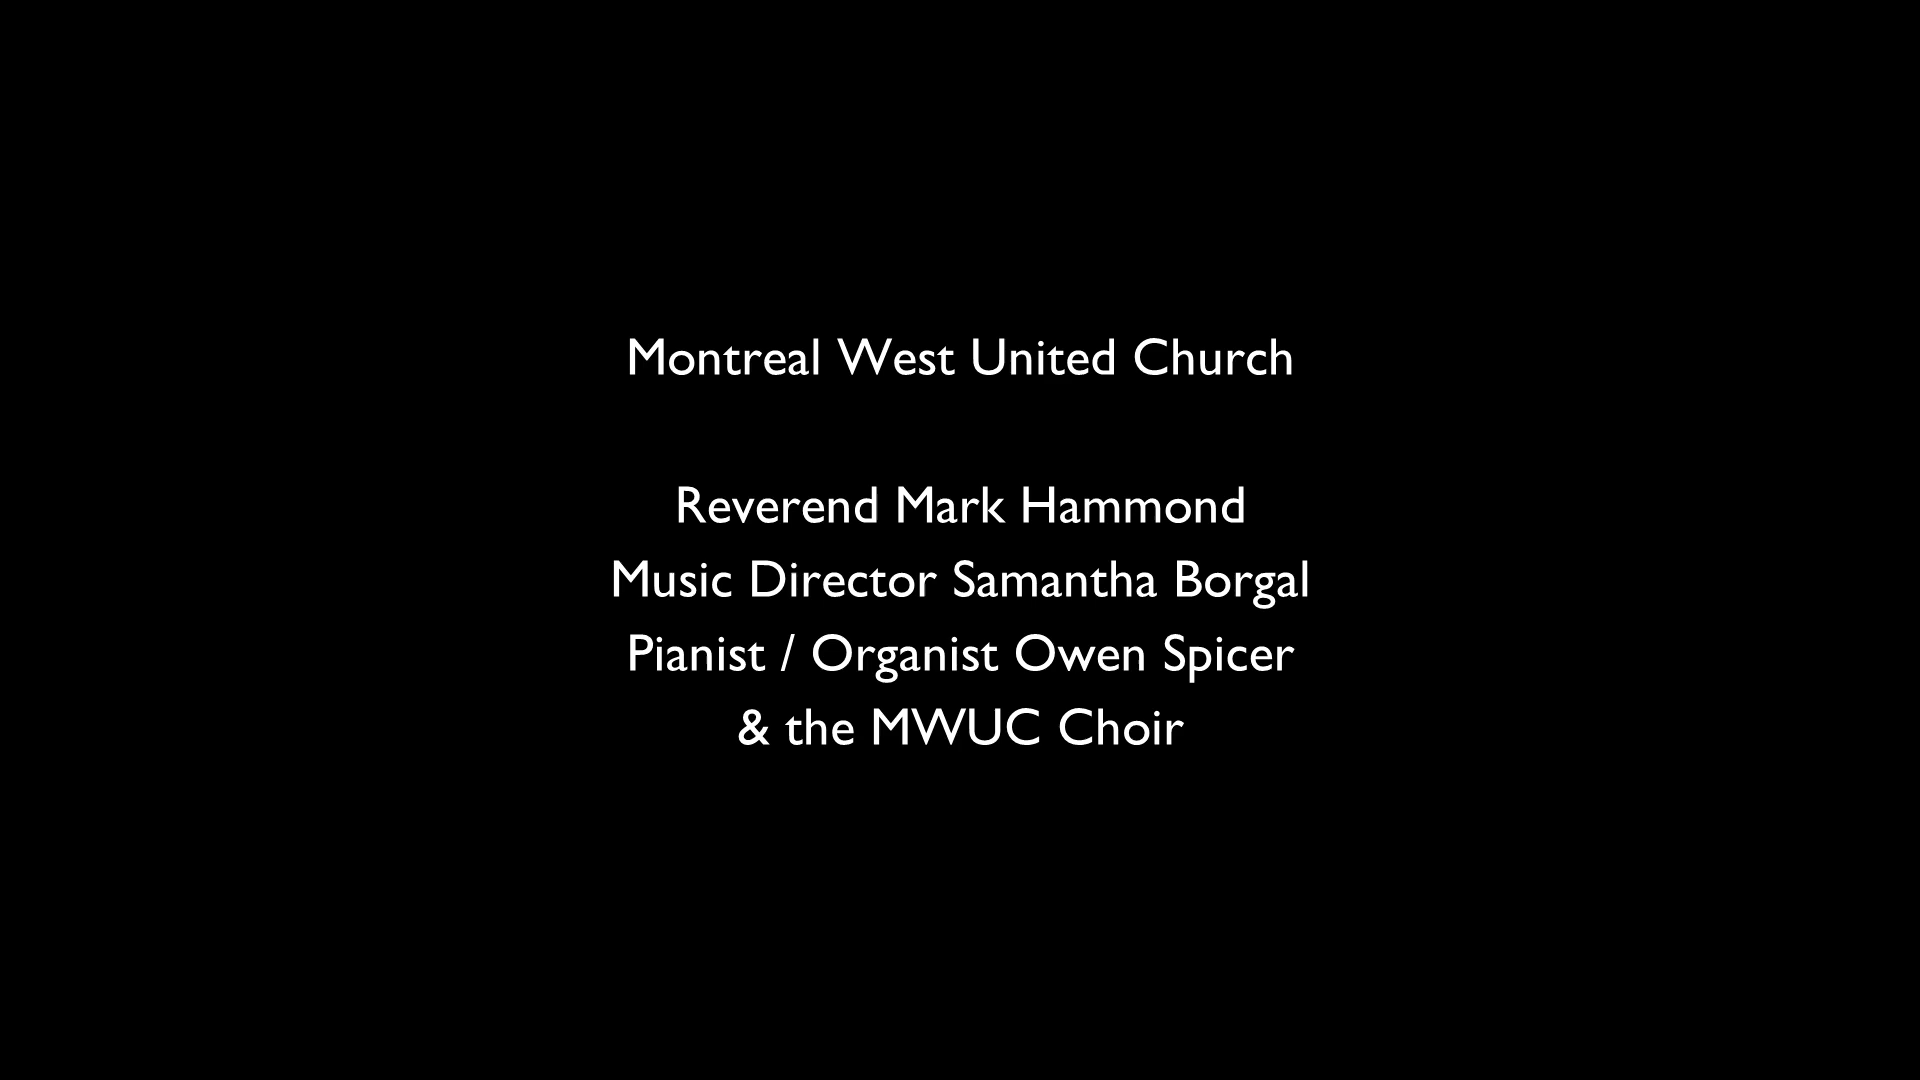 Montreal West United Church
Reverend Mark Hammond
Music Director Samantha Borgal
Pianist / Organist Owen Spicer
& the MWUC Choir